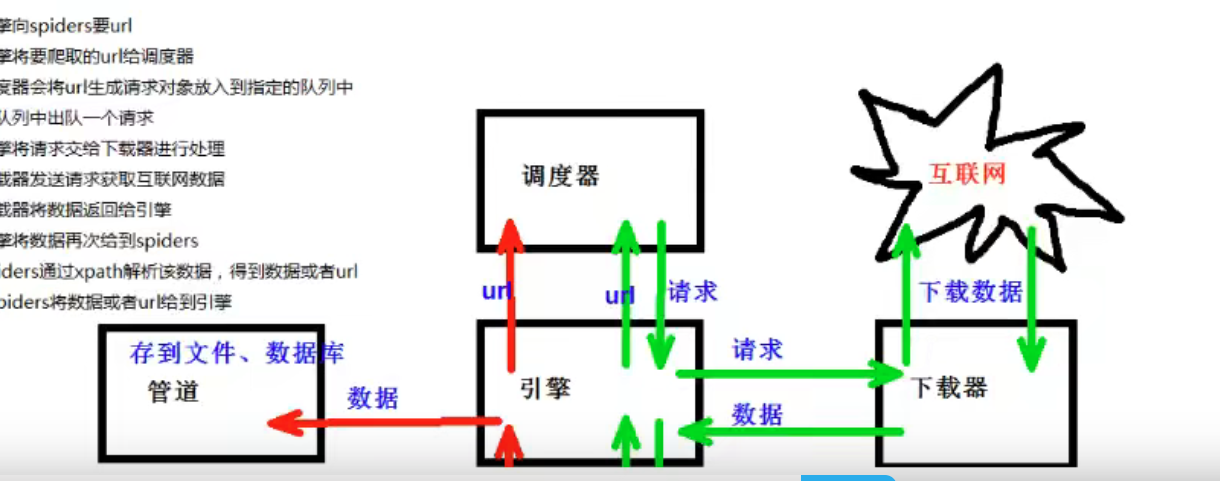 擎向spiders要url
擎将要爬取的url给调度器
度器会将url生成请求对象放入到指定的队列中
队列中出队一个请求
擎将请求交给下载器进行处理
载器发送请求获取互联网数据
载器将数据返回给引擎
擎将数据再次给到spiders
iders通过xpath解析该数据，得到数据或者url
piders将数据或者url给到引擎
调度器
互联网
url
url
请求
下载数据
存到文件、数据库
管道
数据
引擎
请求
数据
下载器